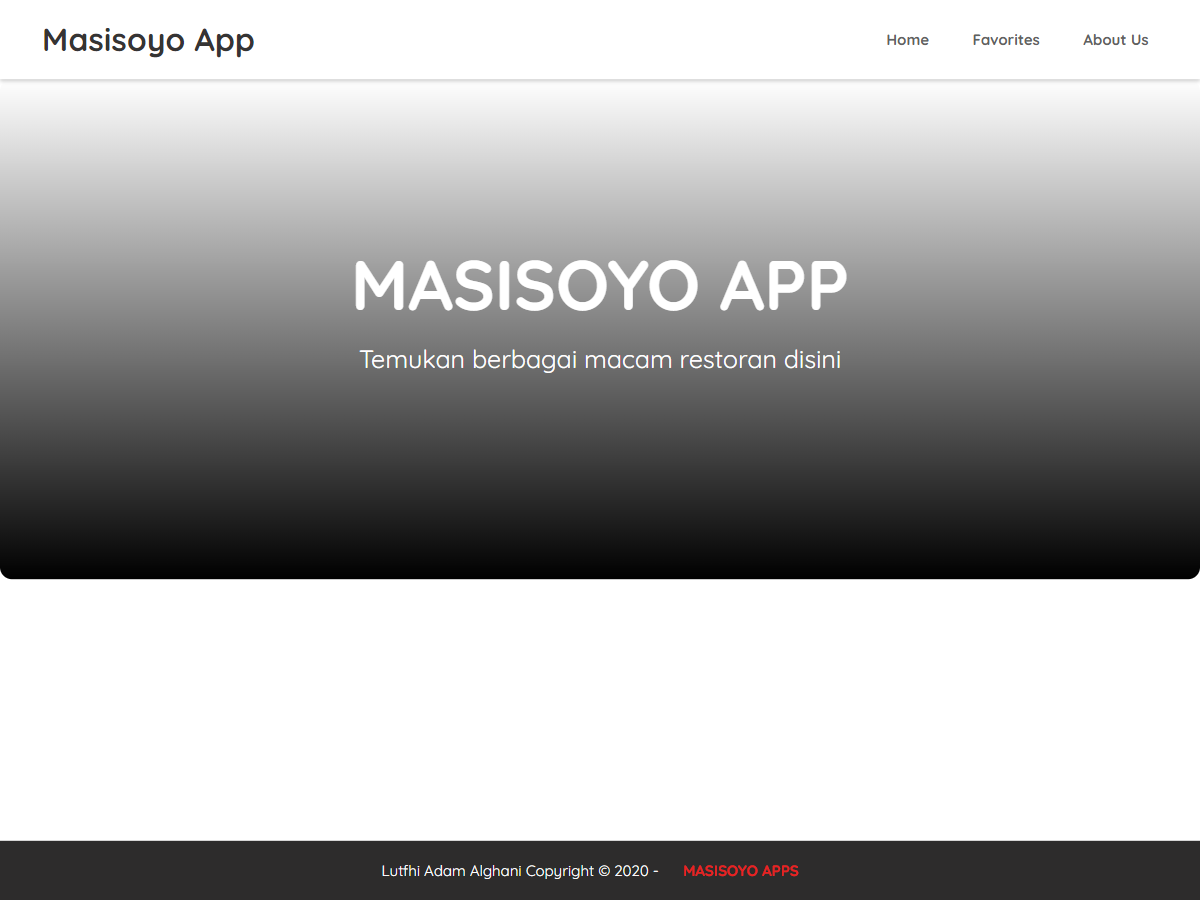 Masisoyo App
Home Favorites About Us
MASISOYO APP
Temukan berbagai macam restoran disini
Lutfhi Adam Alghani Copyright © 2020 - MASISOYO APPS